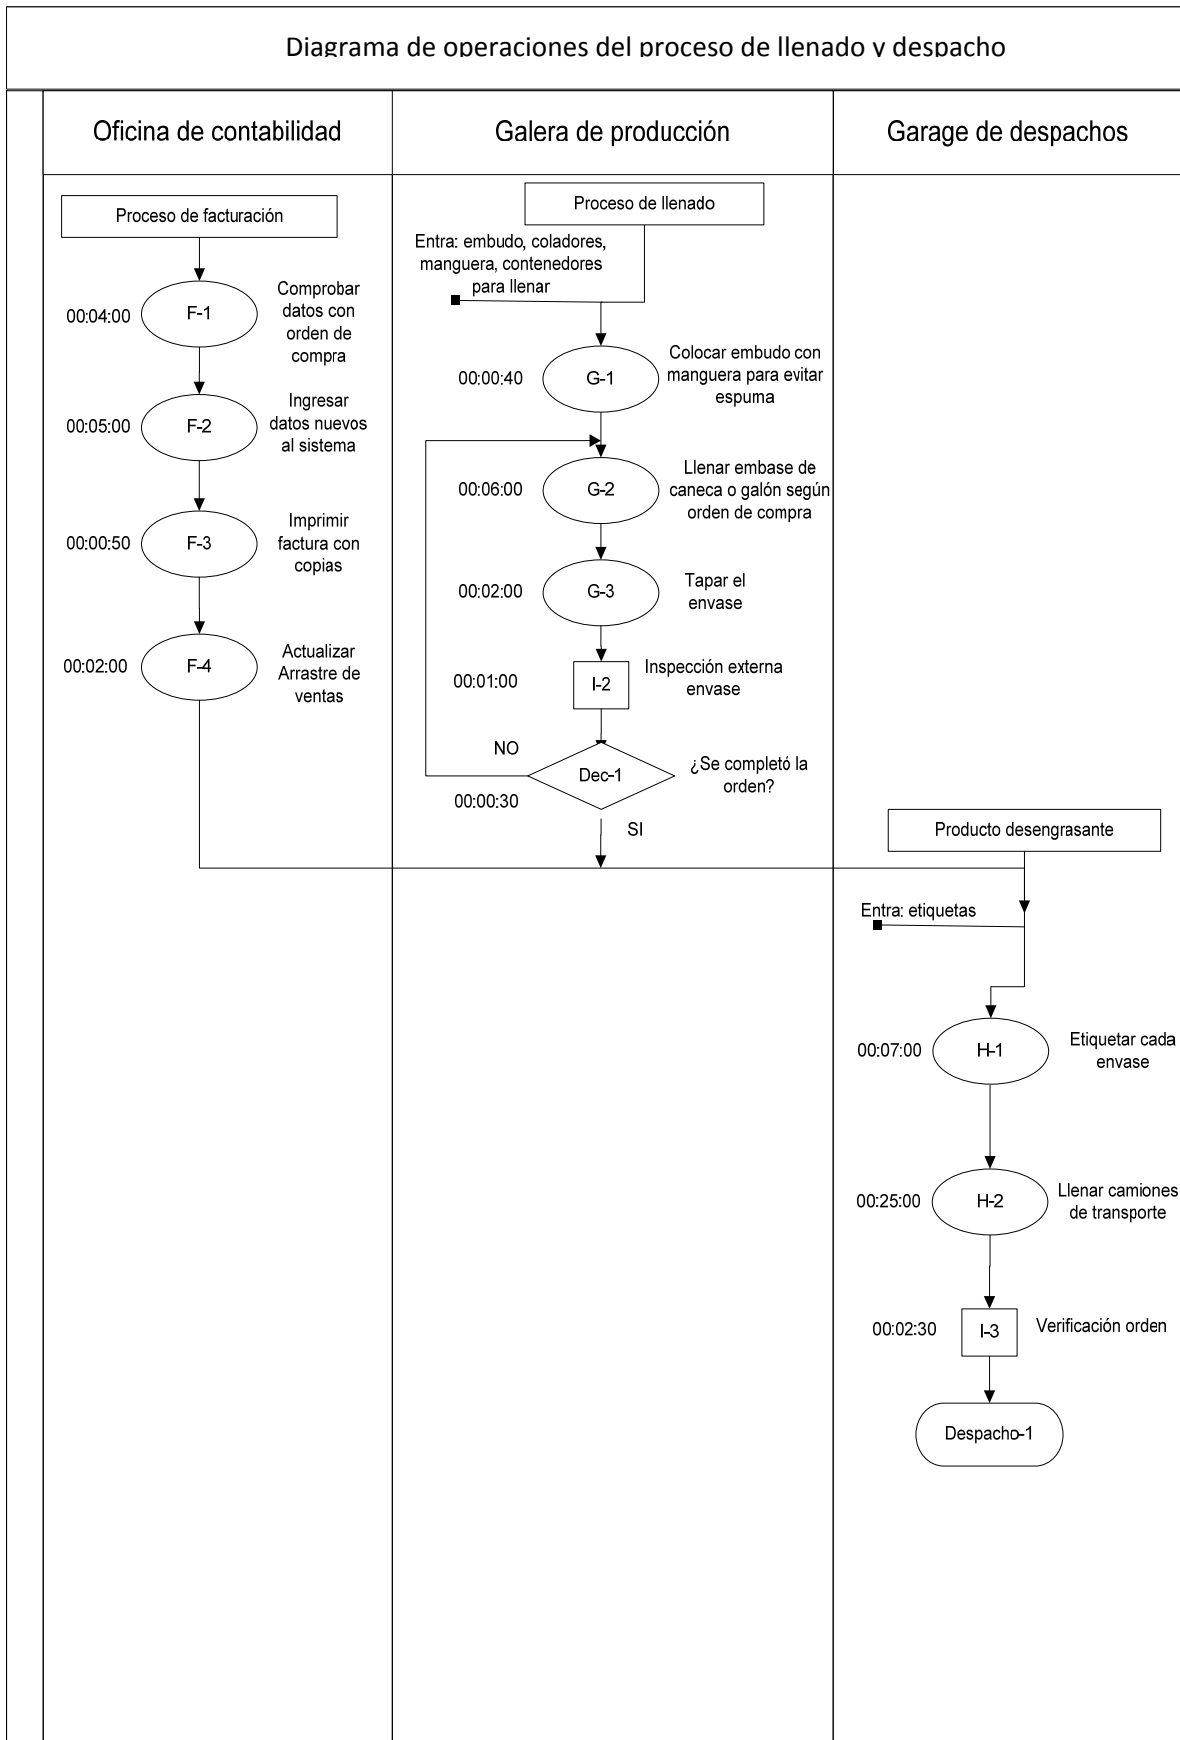 Diagrama de operaciones del proceso de llenado y despacho
Oficina de contabilidad
Galera de producción
Garage de despachos
Proceso de facturación
00:04:00
F-1
Comprobar
datos con
orden de
compra
00:05:00
F-2
Ingresar
datos nuevos
al sistema
00:00:50
F-3
Imprimir
factura con
copias
00:02:00
F-4
Actualizar
Arrastre de
ventas
Proceso de llenado
Entra: embudo, coladores,
manguera, contenedores
para llenar
00:00:40
G-1
Colocar embudo con
manguera para evitar
espuma
00:06:00
G-2
Llenar embase de
caneca o galón según
orden de compra
00:02:00
G-3
Tapar el
envase
00:01:00
I-2
Inspección externa
envase
NO
Dec-1
¿Se completó la
orden?
00:00:30
SI
Producto desengrasante
Entra: etiquetas
00:07:00
H-1
Etiquetar cada
envase
00:25:00
H-2
Llenar camiones
de transporte
00:02:30
I-3
Verificación orden
Despacho-1